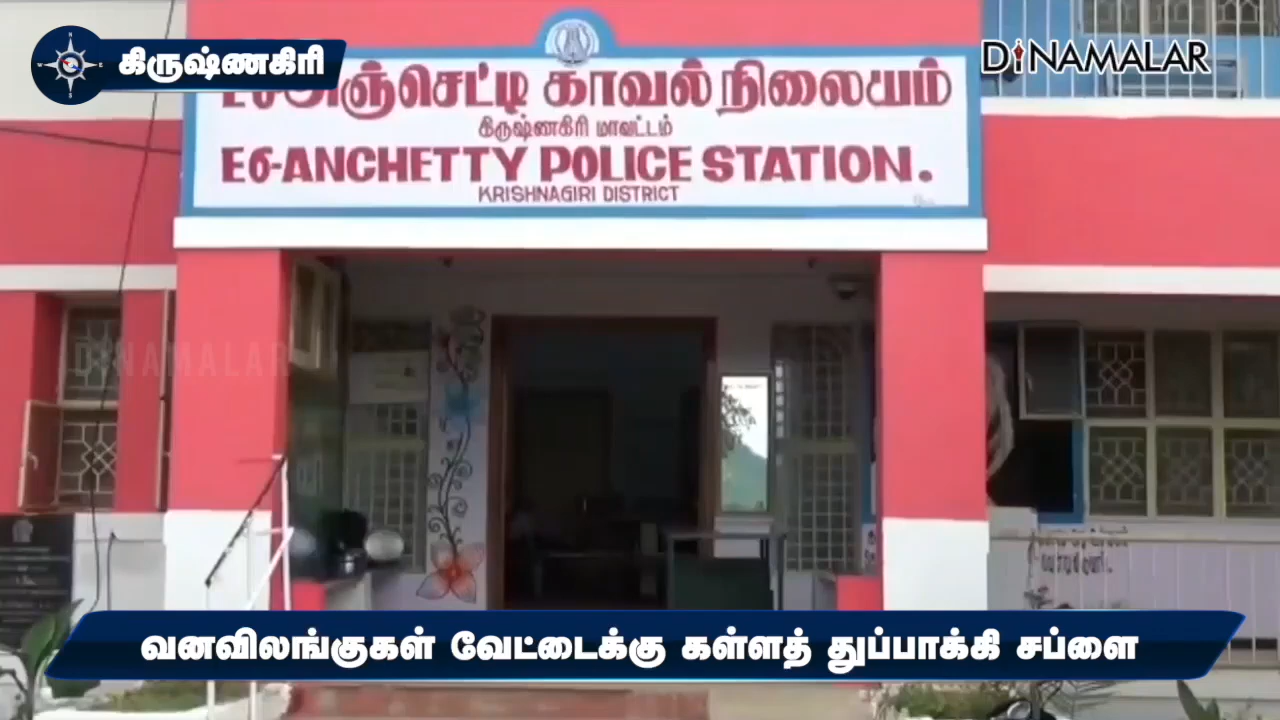 கிருஷ்ணகிரி
DINAMALAR
அஞ்செட்டி காவல் நிலையம்
கிருஷ்ணகிரி மாவட்டம்
E6-ANCHETTY POLICE STATION.
KRISHNAGIRI DISTRICT
DINAMALAR
வனவிலங்குகள் வேட்டைக்கு கள்ளத் துப்பாக்கி சப்ளை